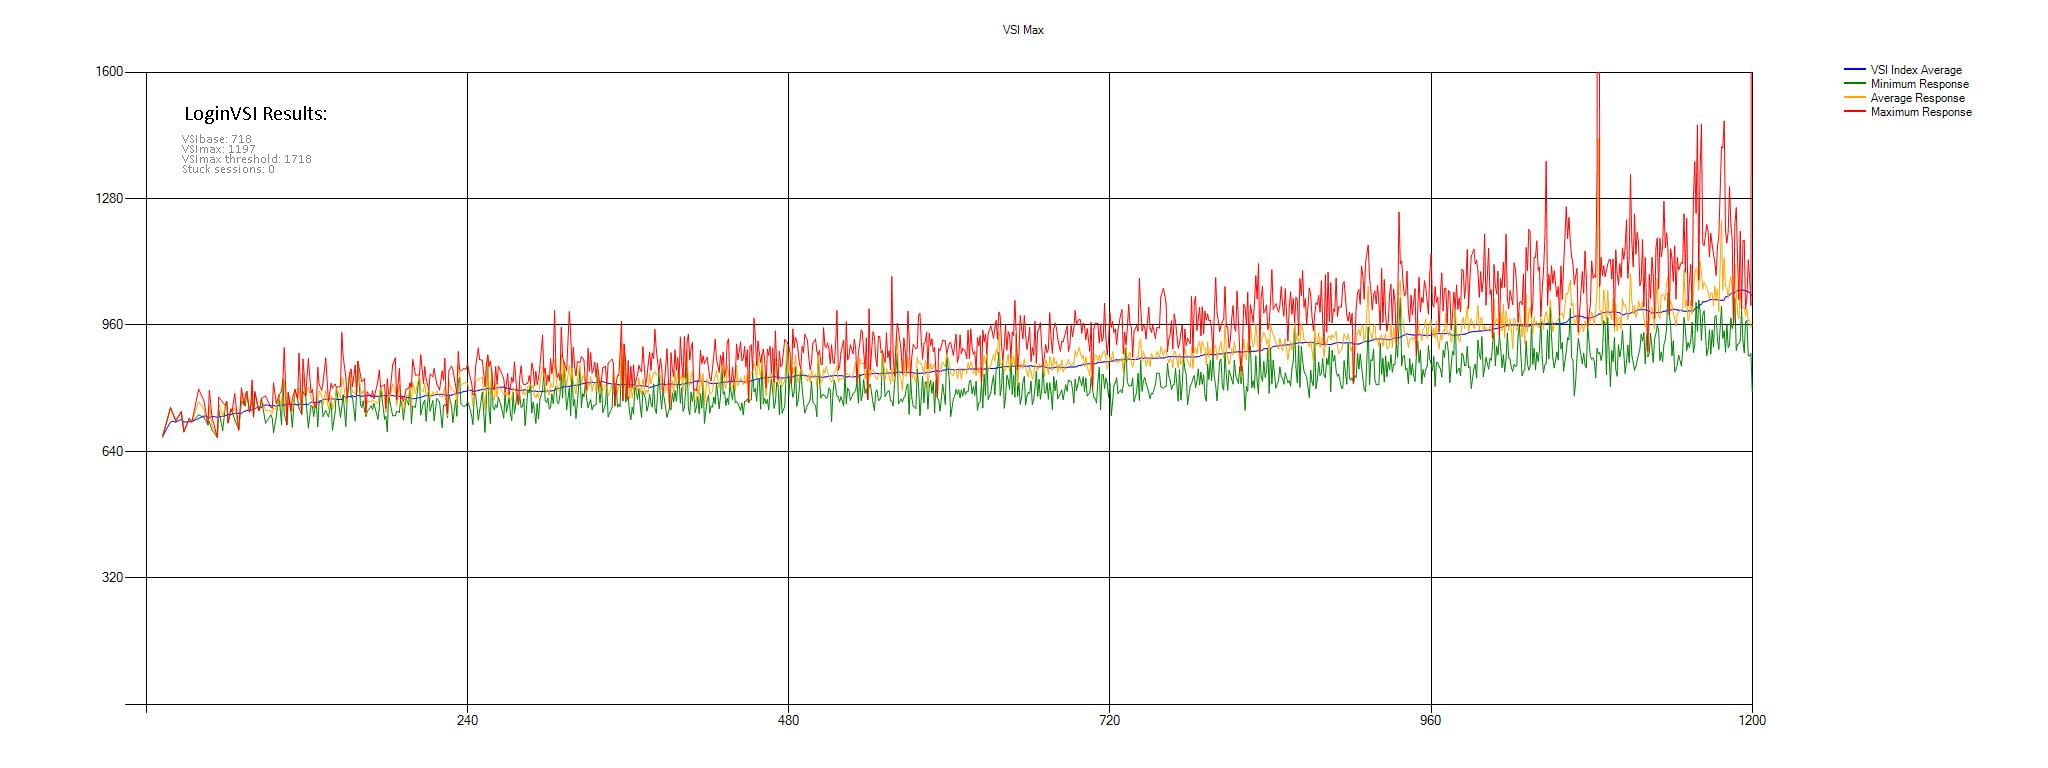 VSI Max
1600
1280
960
640
320
240
480
720
960
1200
LoginVSI Results:
VSIbase: 718
VSImax: 1197
VSImax threshold: 1718
Stuck sessions: 0
VSI Index Average
Minimum Response
Average Response
Maximum Response